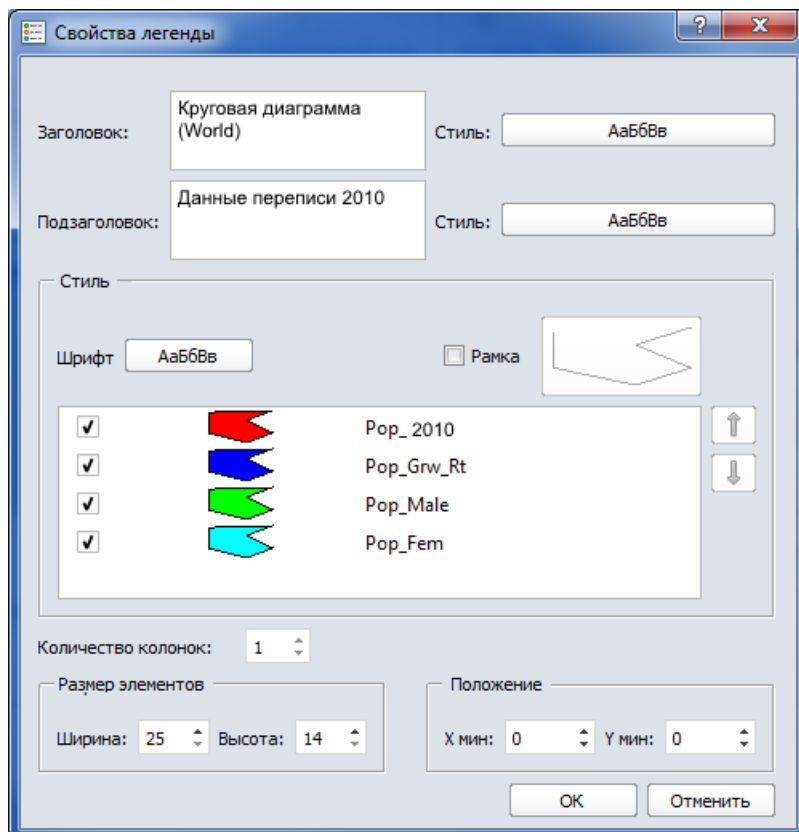 Свойства легенды
?
X
Заголовок:
Круговая диаграмма
(World)
Стиль:
АаБбВв
Подзаголовок:
Данные переписи 2010
Стиль:
АаБбВв
Стиль
Шрифт
АаБбВв
Рамка
Pop_ 2010
Pop_Grw_Rt
Pop_Male
Pop_Fem
Количество колонок:
1
Размер элементов
Положение
Ширина: 25
Высота: 14
X мин: 0
Y мин: 0
OK
Отменить